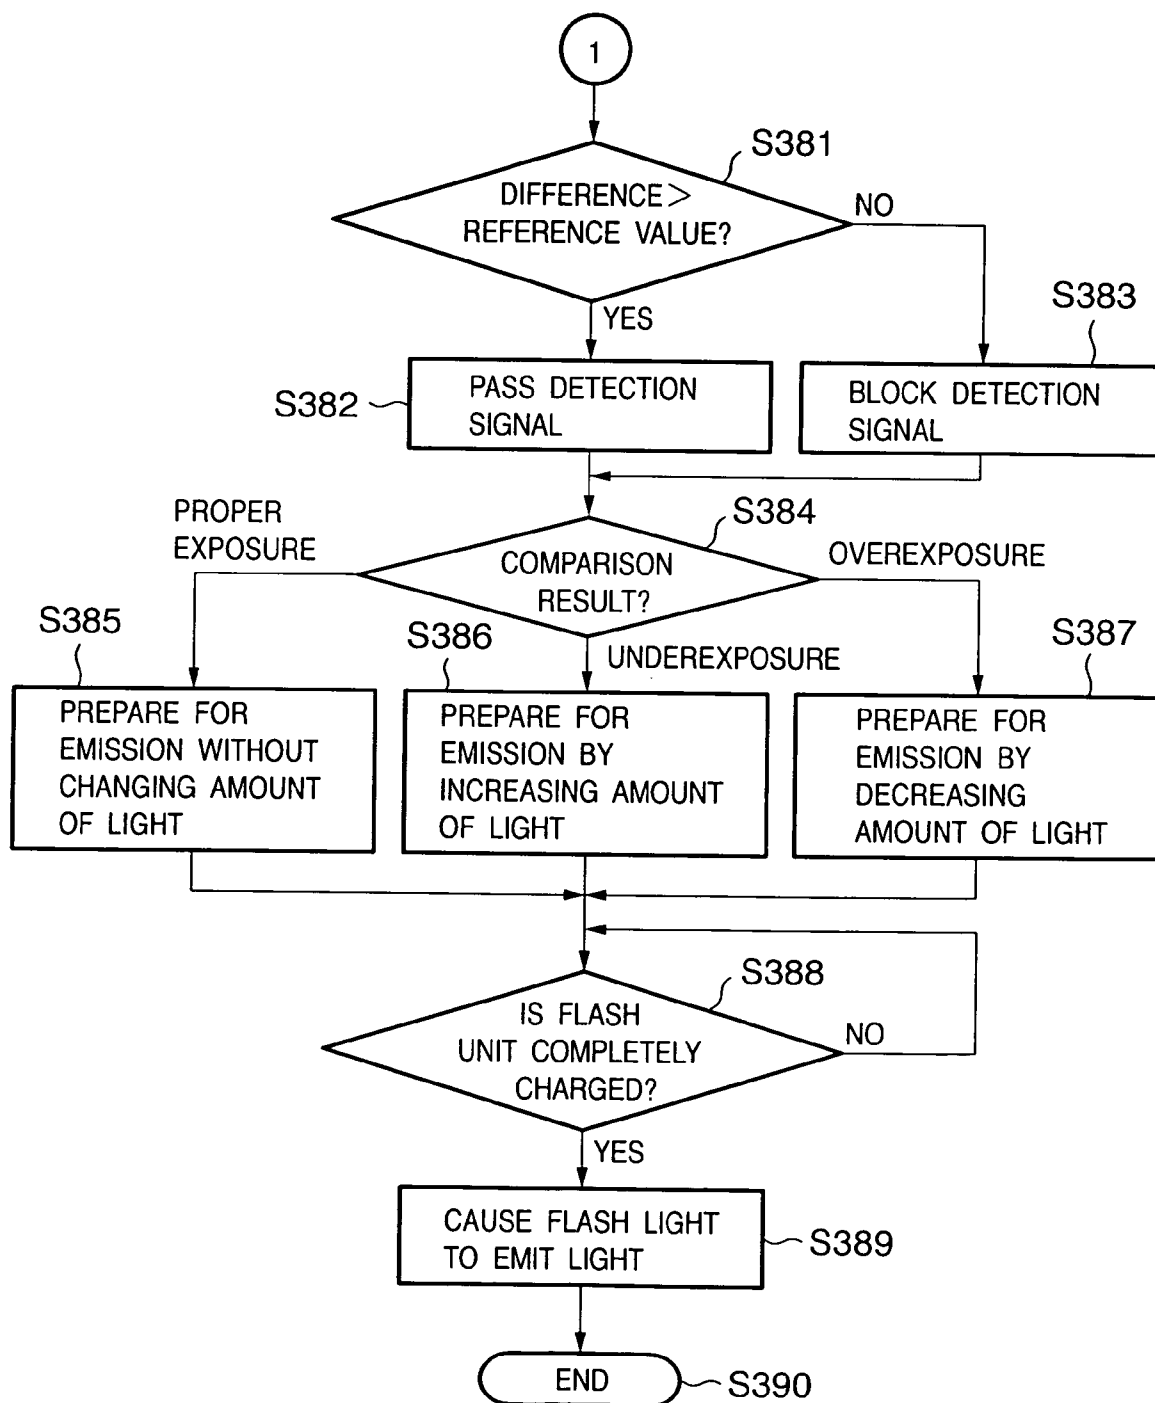 1
S381
DIFFERENCE>
REFERENCE VALUE?
NO
YES
S383
S382
PASS DETECTION
SIGNAL
BLOCK DETECTION
SIGNAL
S384
PROPER
EXPOSURE
COMPARISON
RESULT?
OVEREXPOSURE
S385
S386
UNDEREXPOSURE
S387
PREPARE FOR
EMISSION WITHOUT
CHANGING AMOUNT
OF LIGHT
PREPARE FOR
EMISSION BY
INCREASING AMOUNT
OF LIGHT
PREPARE FOR
EMISSION BY
DECREASING
AMOUNT OF LIGHT
S388
IS FLASH
UNIT COMPLETELY
CHARGED?
NO
YES
CAUSE FLASH LIGHT
TO EMIT LIGHT
S389
END
S390